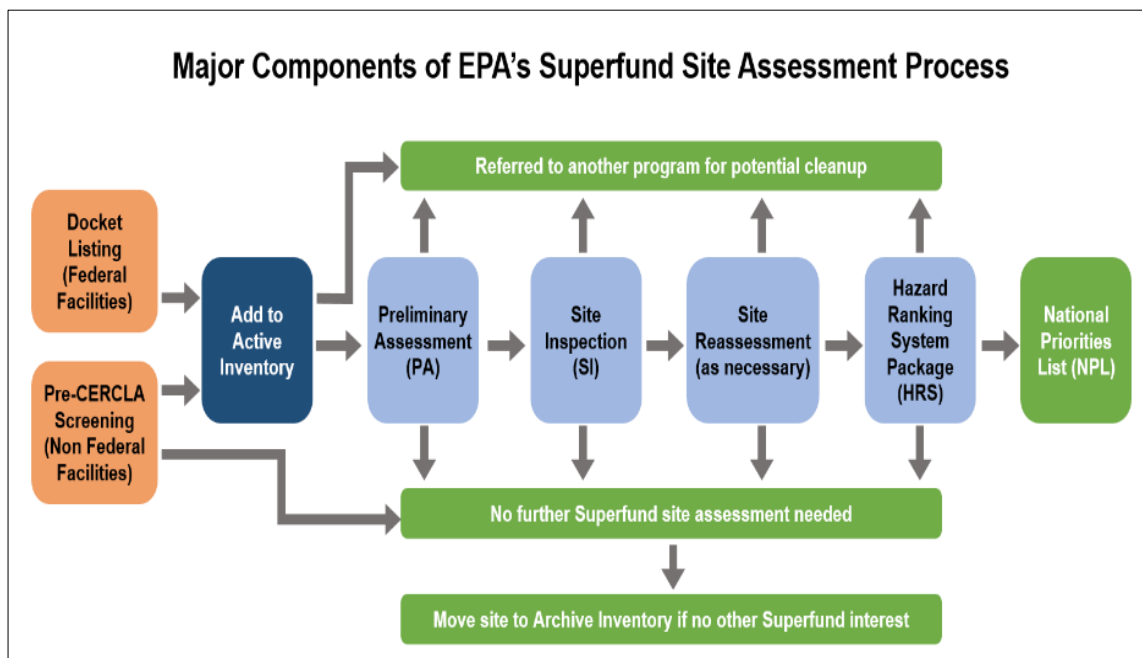 Major Components of EPA's Superfund Site Assessment Process
Referred to another program for potential cleanup
Docket
Listing
(Federal
Facilities)
Pre-CERCLA
Screening
(Non Federal
Facilities)
Add to
Active
Inventory
Preliminary
Assessment
(PA)
Site
Inspection
(SI)
Site
Reassessment
(as necessary)
Hazard
Ranking
System
Package
(HRS)
National
Priorities
List (NPL)
No further Superfund site assessment needed
Move site to Archive Inventory if no other Superfund interest